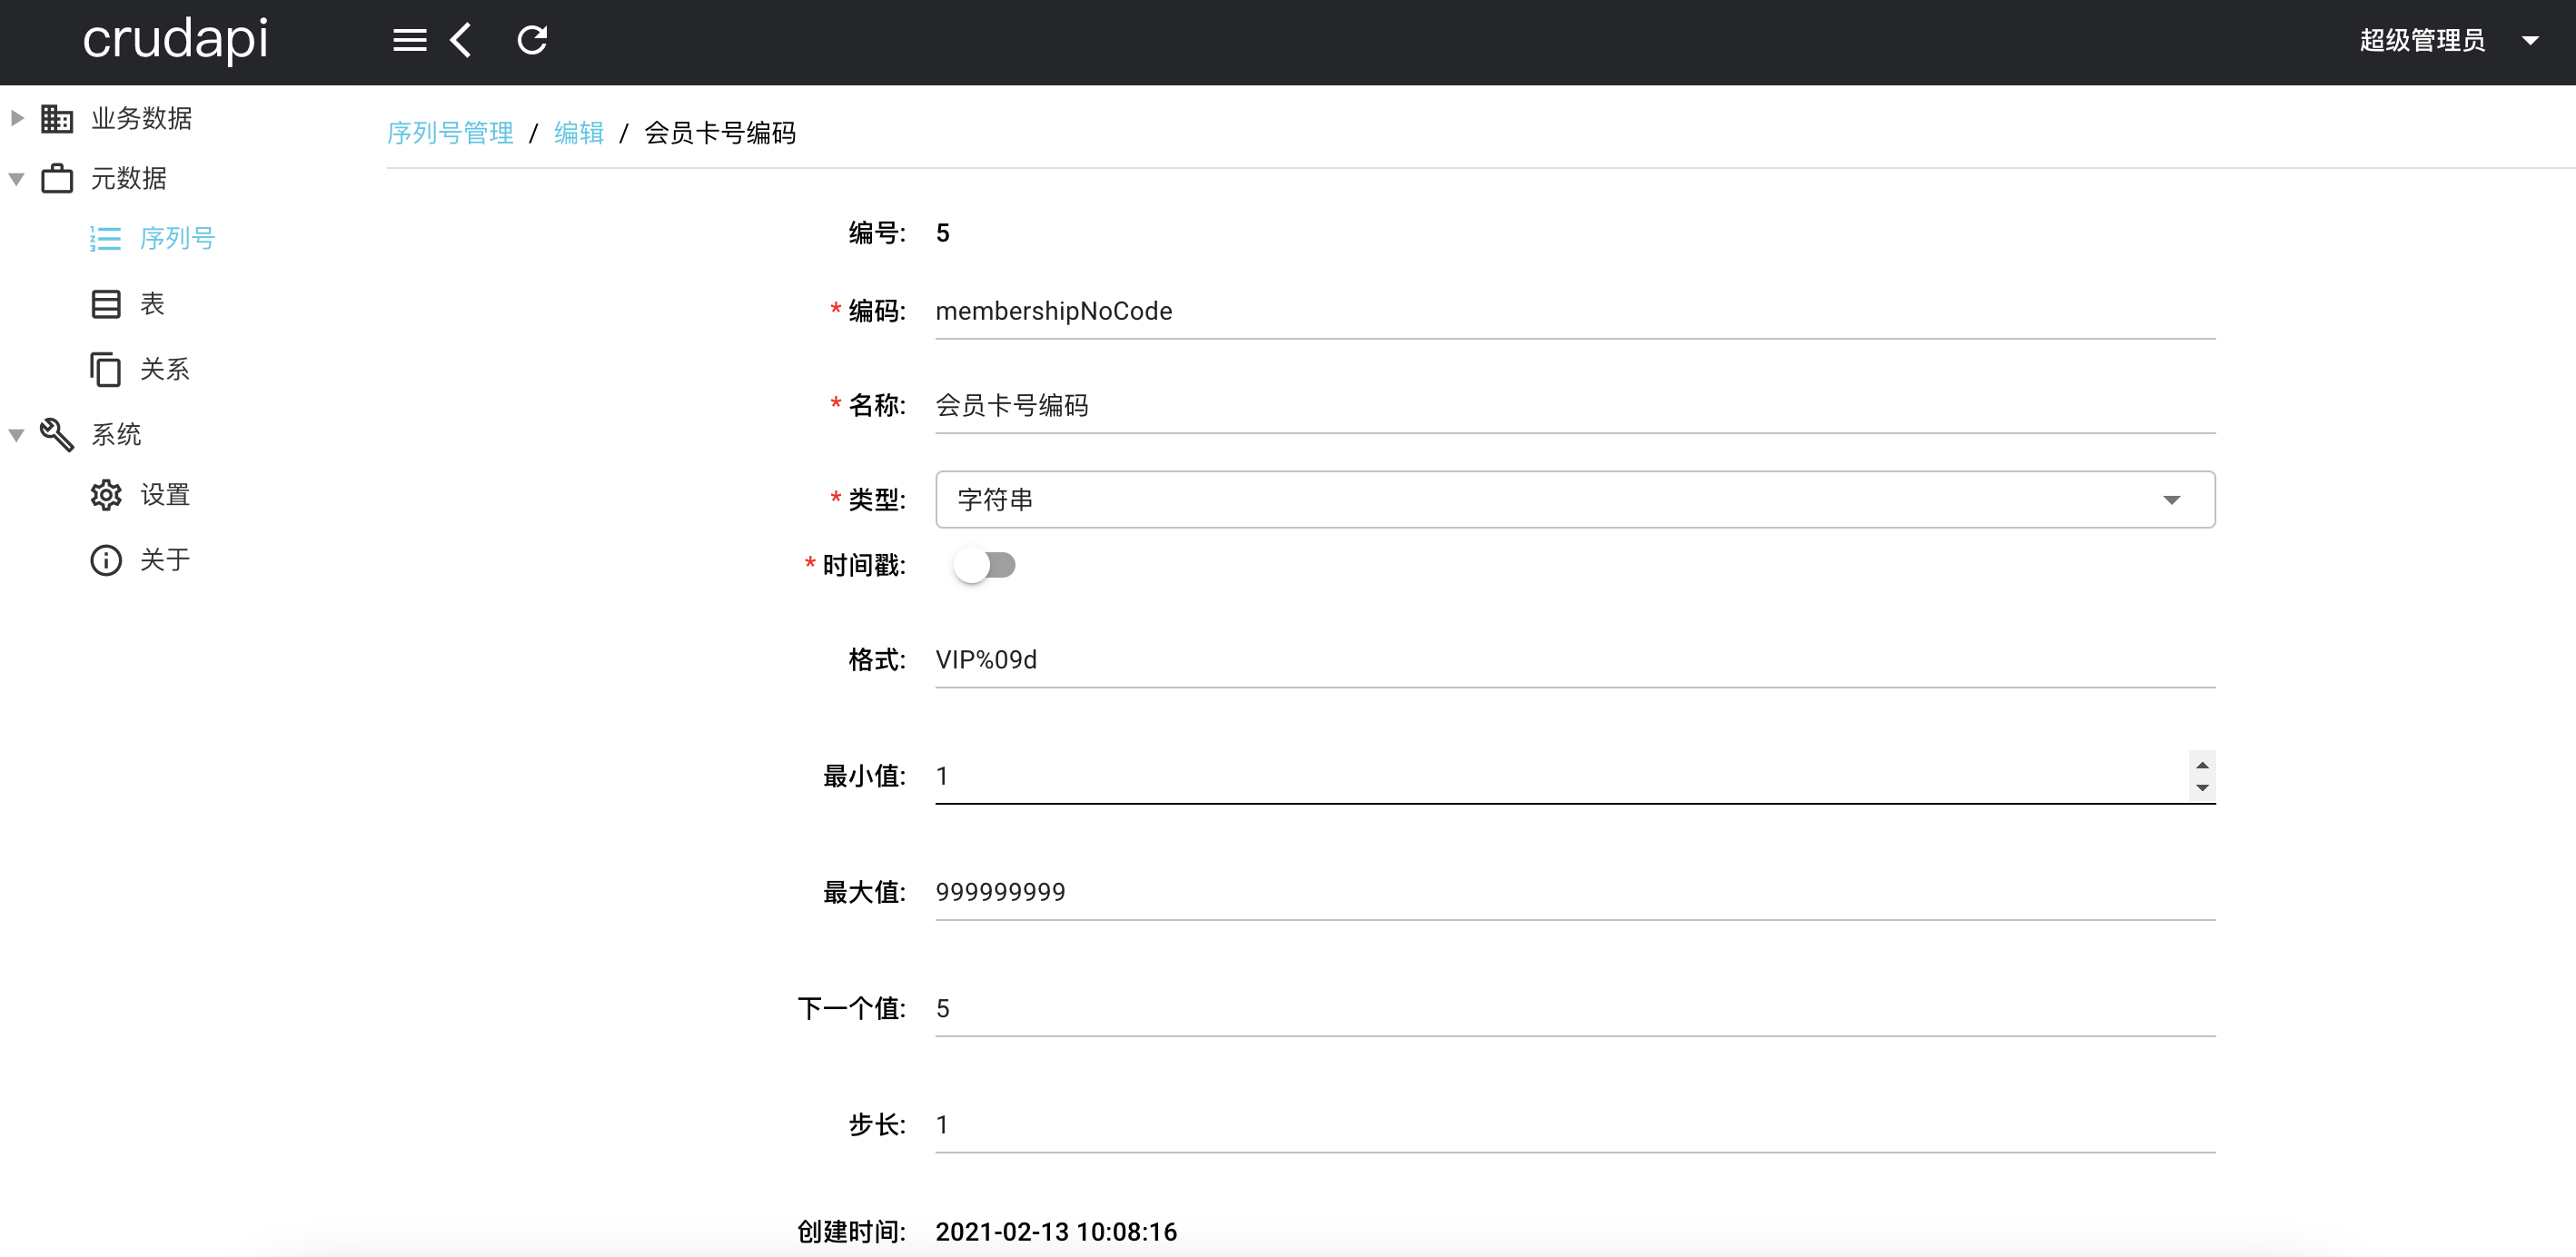 crudapi
超级管理员
业务数据
元数据
序列号
表
关系
系统
设置
关于
序列号管理 / 编辑 / 会员卡号编码
编号: 5
* 编码: membershipNoCode
* 名称: 会员卡号编码
* 类型: 字符串
* 时间戳:
格式: VIP%09d
最小值: 1
最大值: 999999999
下一个值: 5
步长: 1
创建时间: 2021-02-13 10:08:16